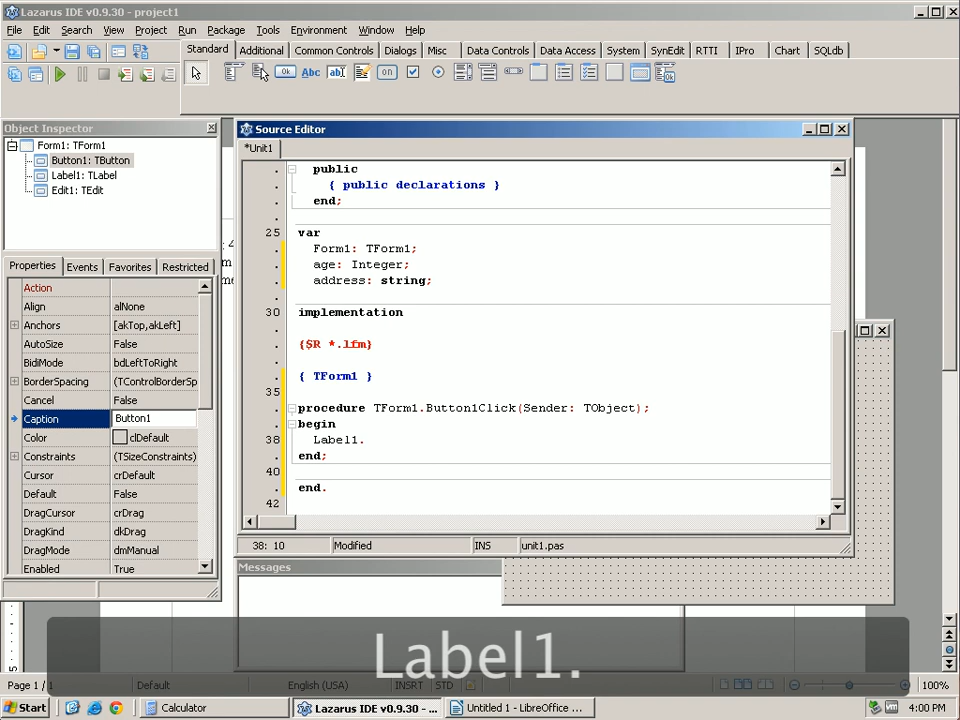 Lazarus IDE v0.9.30 - project1
File Edit Search View Project Run Package Tools Environment Window Help
Standard Additional Common Controls Dialogs Misc Data Controls Data Access System SynEdit RTTI IPro Chart SQLdb
Ok Abc ab on
Object Inspector
Form1: TForm1
Button1: TButton
Label1: TLabel
Edit1: TEdit
Properties Events Favorites Restricted
Action
Align alNone
Anchors [akTop,akLeft]
AutoSize False
BidiMode bdLeftToRight
BorderSpacing (TControlBorderSp
Cancel False
Caption Button1
Color clDefault
Constraints (TSizeConstraints)
Cursor crDefault
Default False
DragCursor crDrag
DragKind dkDrag
DragMode dmManual
Enabled True
Source Editor
*Unit1
public
{ public declarations }
end;
25 var
Form1: TForm1;
age: Integer;
address: string;
30 implementation
{$R *.lfm}
{ TForm1 }
35
procedure TForm1.Button1Click(Sender: TObject);
begin
38 Label1.
end;
40
end.
42
38: 10 Modified INS unit1.pas
Messages
Label1.
Page 1 / 1 Default English (USA) INSRT STD 100%
Start Calculator Lazarus IDE v0.9.30 - ... Untitled 1 - LibreOffice ... 4:00 PM